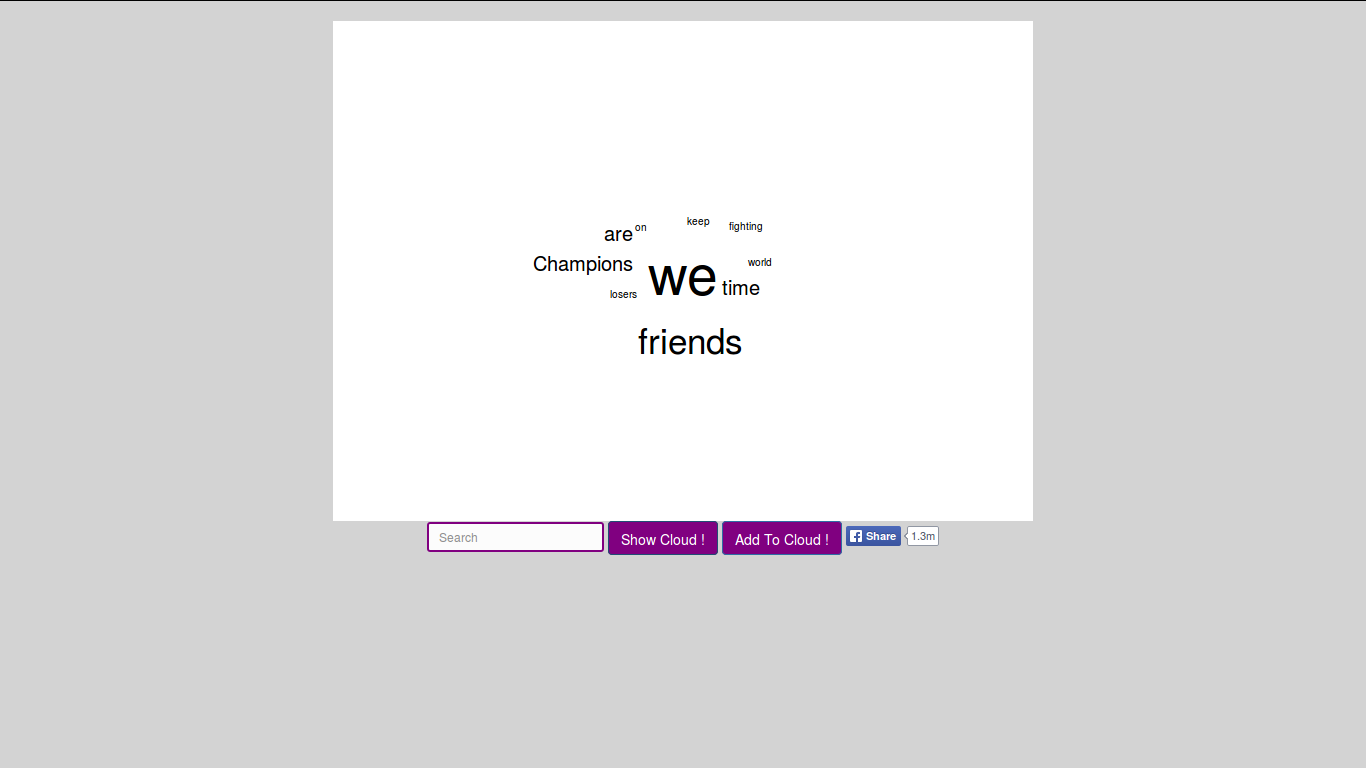 keep
fighting
are on
Champions
world
we
time
losers
friends
Search
Show Cloud !
Add To Cloud !
Share
1.3m